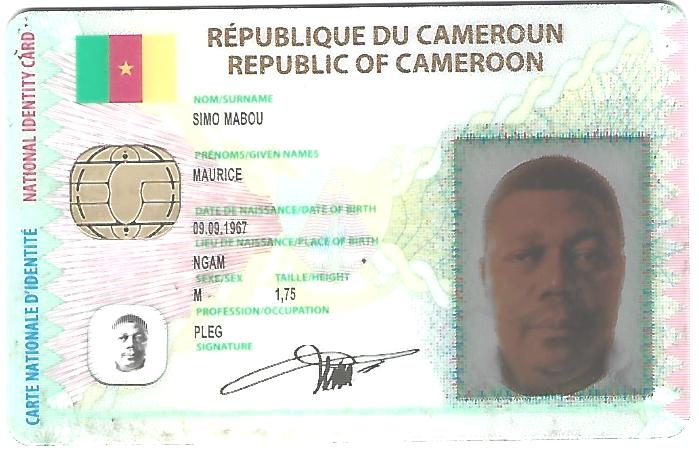 RÉPUBLIQUE DU CAMEROUN
REPUBLIC OF CAMEROON
NATIONAL IDENTITY CARD
CARTE NATIONALE D'IDENTITÉ
NOM/SURNAME
SIMO MABOU
PRÉNOMS/GIVEN NAMES
MAURICE
DATE DE NAISSANCE/DATE OF BIRTH
09.09.1967
LIEU DE NAISSANCE/PLACE OF BIRTH
NGAM
SEXE/SEX TAILLE/HEIGHT
M 1,75
PROFESSION/OCCUPATION
PLEG
SIGNATURE